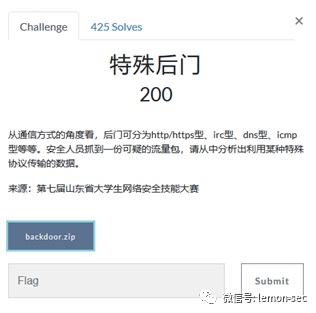 Challenge
425 Solves
×
特殊后门
200
从通信方式的角度看，后门可分为http/https型、irc型、dns型、icmp
型等等。安全人员抓到一份可疑的流量包，请从中分析出利用某种特殊
协议传输的数据。
来源：第七届山东省大学生网络安全技能大赛
backdoor.zip
Flag
Submit
微信号: lemon-sec